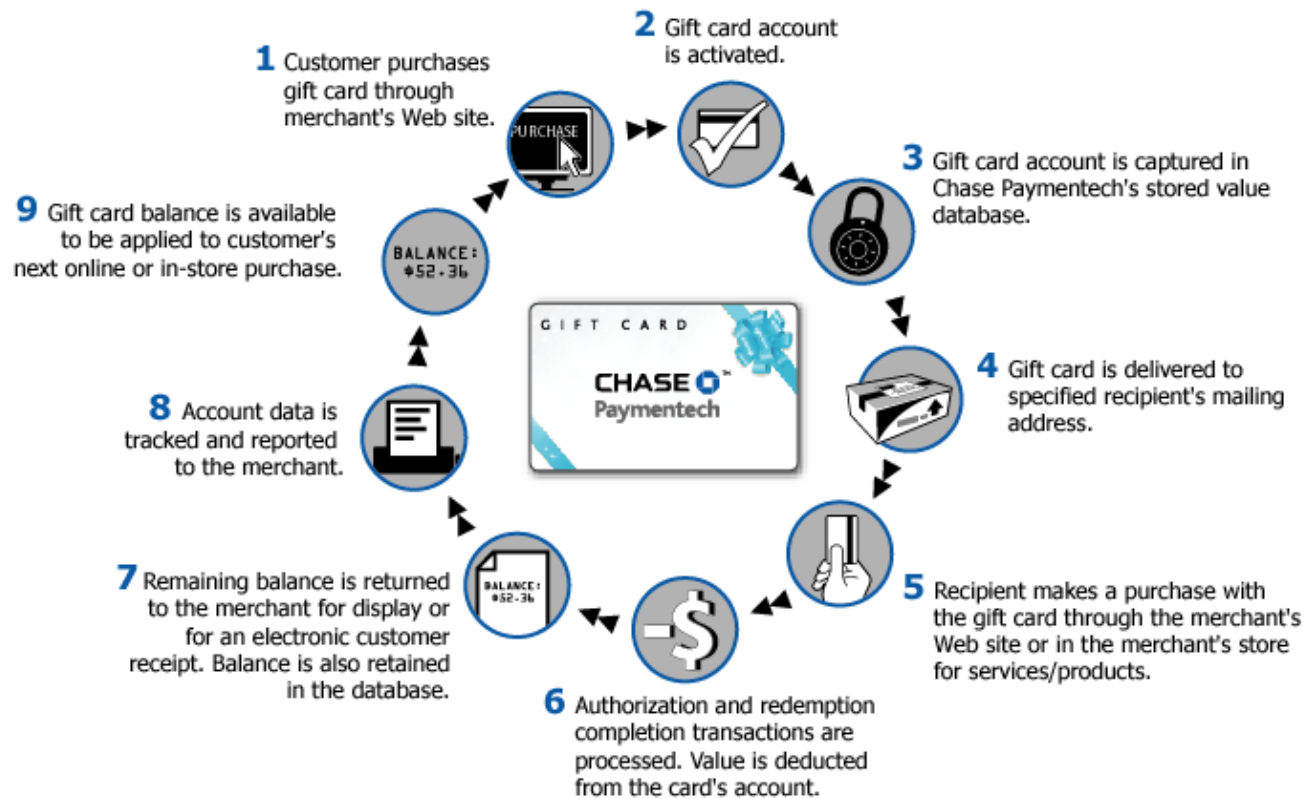 1 Customer purchases
gift card through
merchant's Web site.
PURCHASE
2 Gift card account
is activated.
3 Gift card account is captured in
Chase Paymentech's stored value
database.
4 Gift card is delivered to
specified recipient's mailing
address.
5 Recipient makes a purchase with
the gift card through the merchant's
Web site or in the merchant's store
for services/products.
6 Authorization and redemption
completion transactions are
processed. Value is deducted
from the card's account.
-$
7 Remaining balance is returned
to the merchant for display or
for an electronic customer
receipt. Balance is also retained
in the database.
BALANCE:
$52.36
8 Account data is
tracked and reported
to the merchant.
9 Gift card balance is available
to be applied to customer's
next online or in-store purchase.
BALANCE:
$52.36
GIFT CARD
CHASE ™
Paymentech